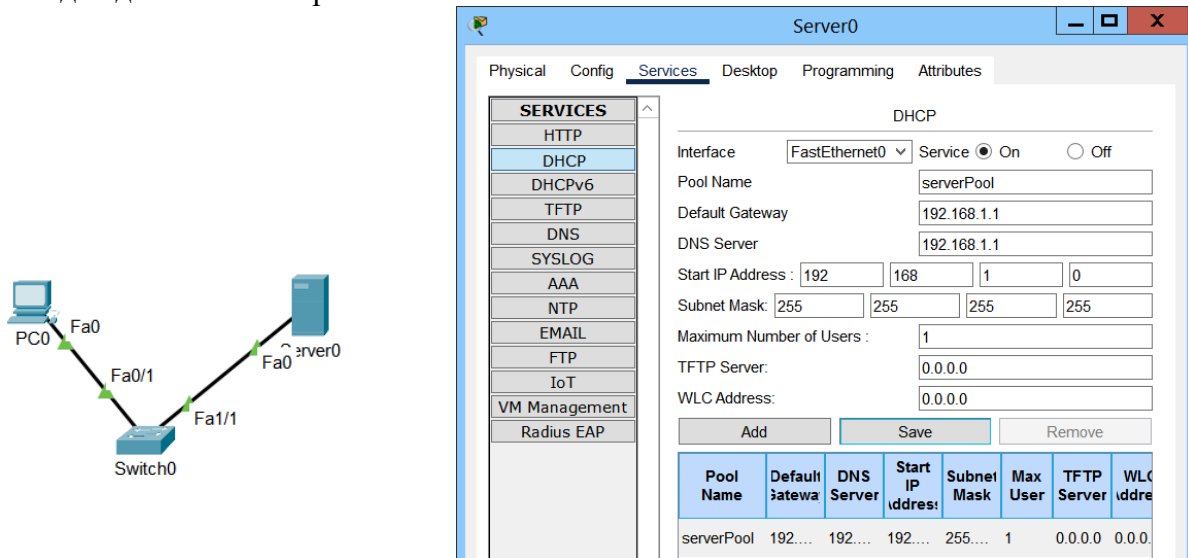 Server0
Physical Config Services Desktop Programming Attributes
SERVICES
HTTP
DHCP
DHCPv6
TFTP
DNS
SYSLOG
AAA
NTP
EMAIL
FTP
IoT
VM Management
Radius EAP
DHCP
Interface FastEthernet0 Service On Off
Pool Name serverPool
Default Gateway 192.168.1.1
DNS Server 192.168.1.1
Start IP Address : 192 168 1 0
Subnet Mask: 255 255 255 255
Maximum Number of Users : 1
TFTP Server: 0.0.0.0
WLC Address: 0.0.0.0
Add Save Remove
Pool Name Default DNS Server Start IP Subnet Mask Max User TFTP Server
serverPool 192.... 192.... 192.... 255.... 1 0.0.0.0 0.0.0.
PC0
Fa0
Fa0/1
Switch0
Fa1/1
Fa0